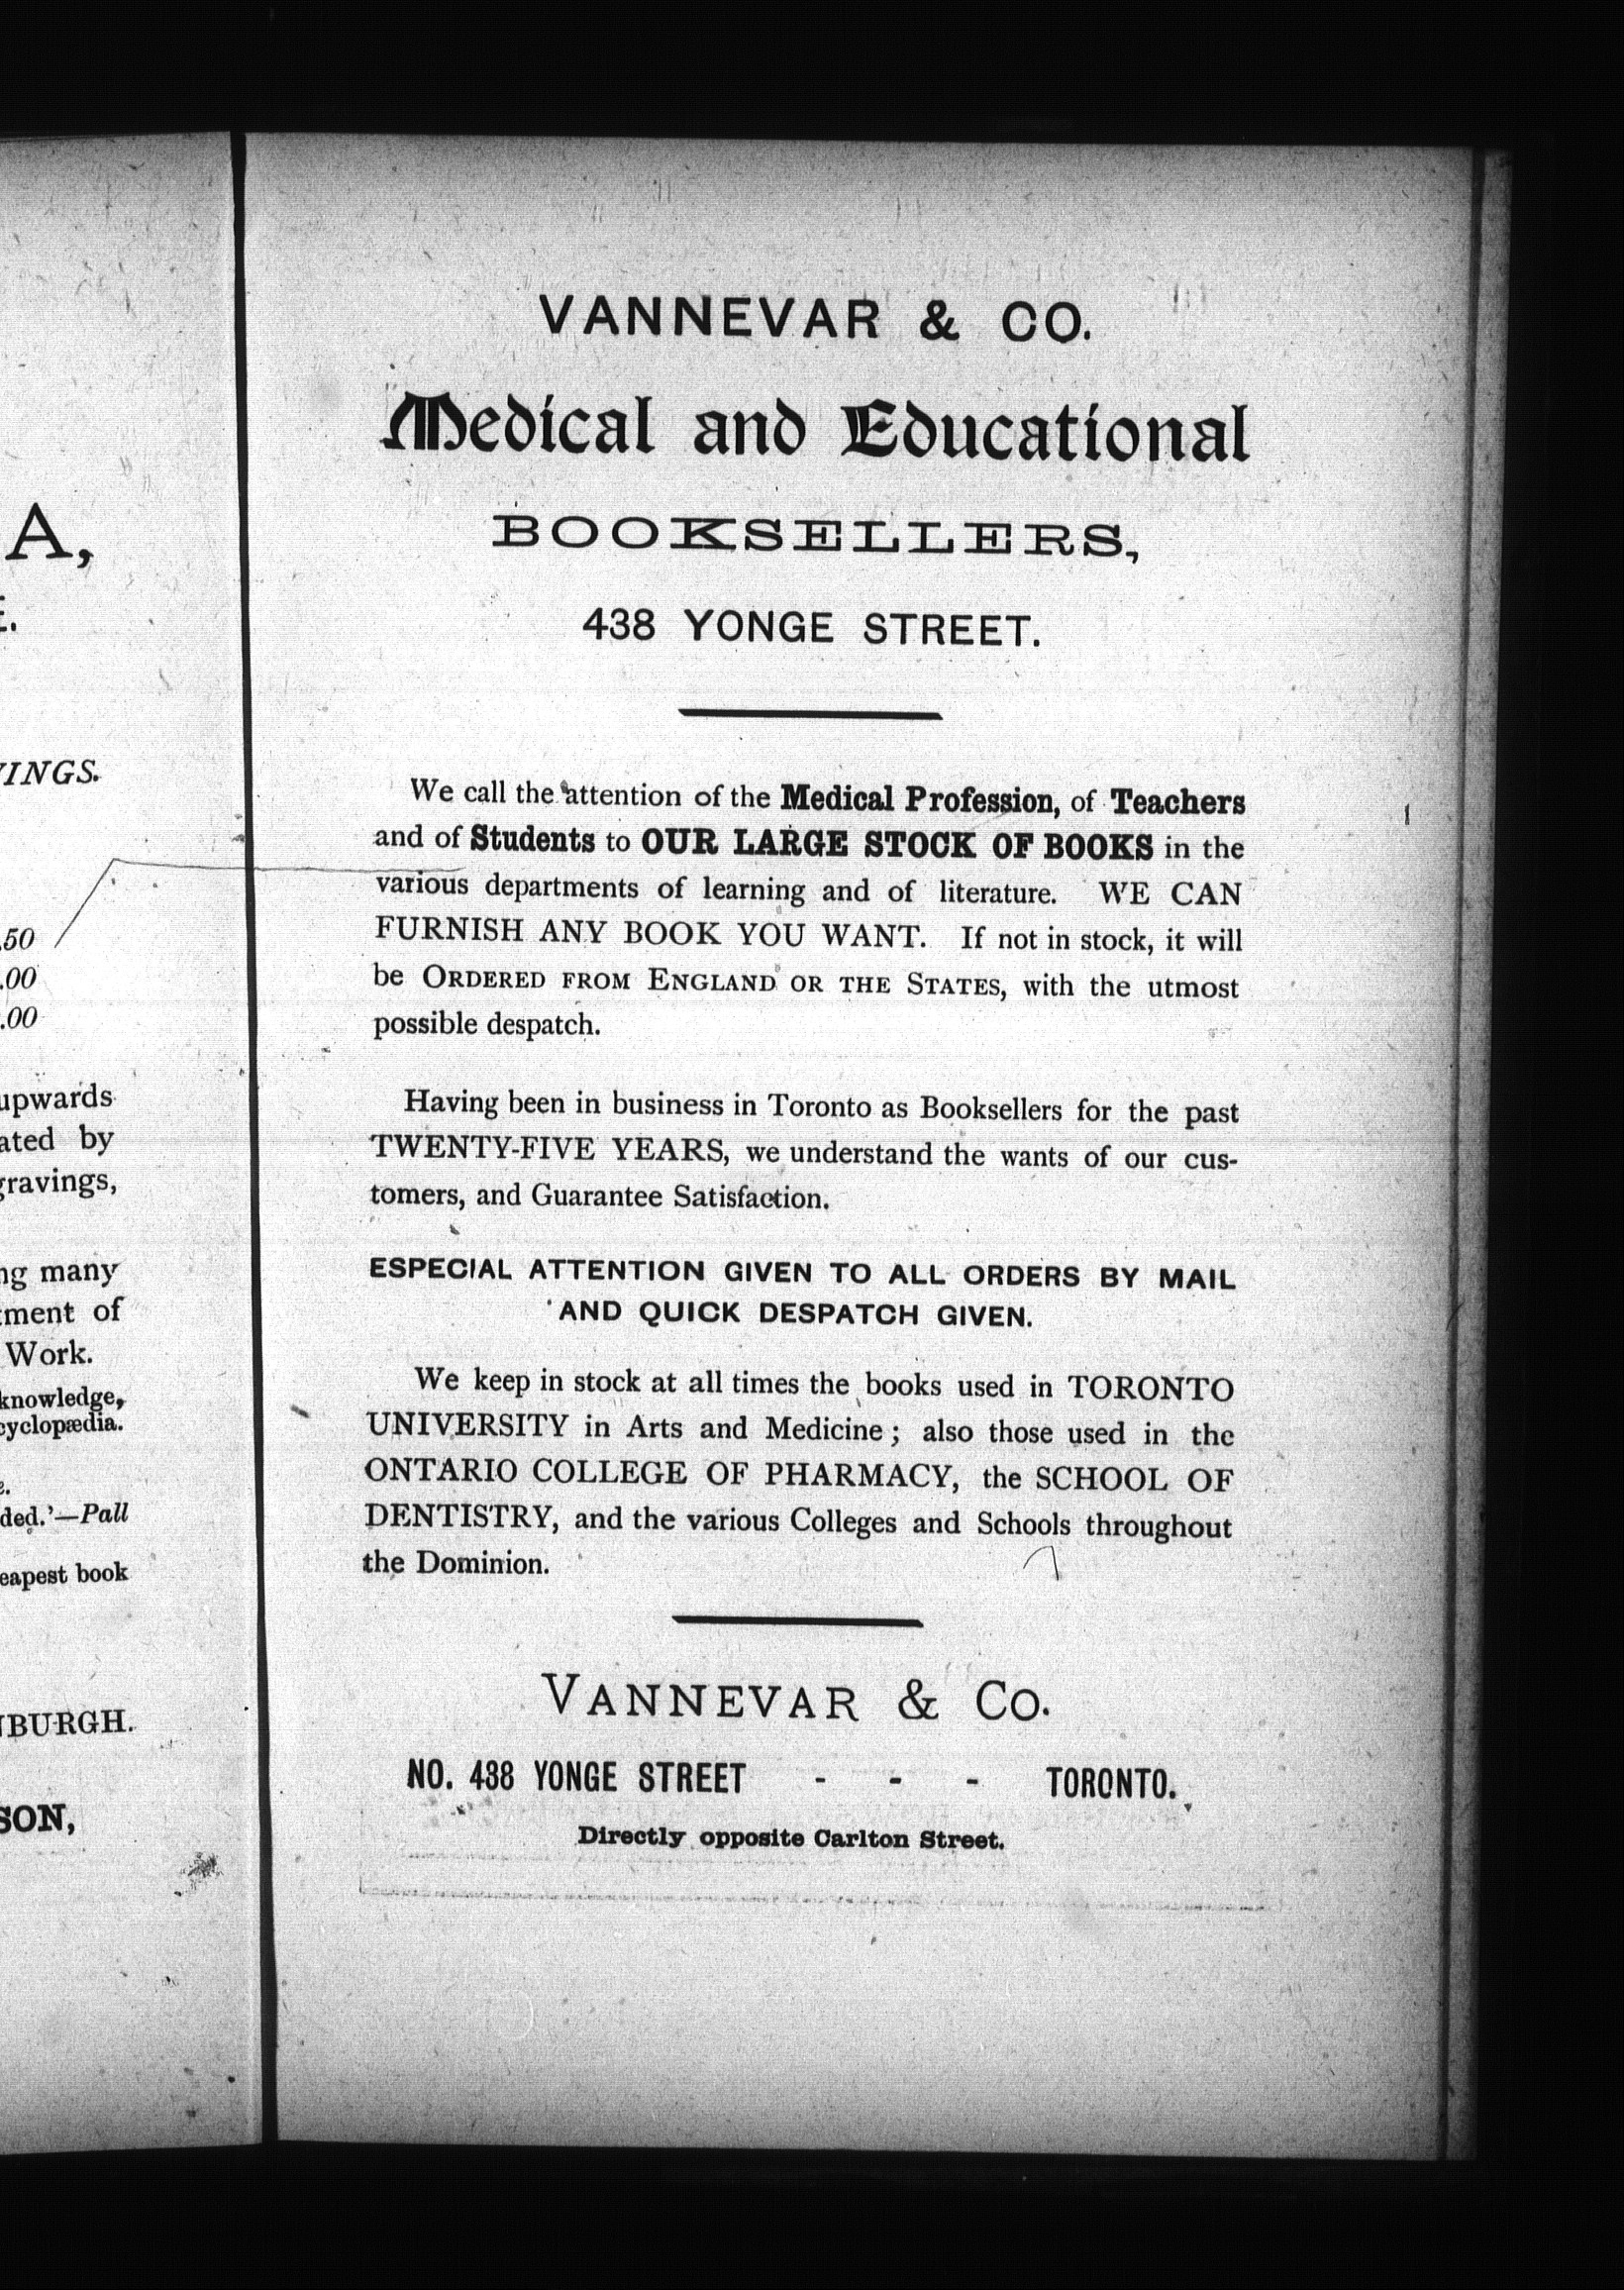 A,
E.
VINGS.
.50
.00
.00
upwards
ated by
gravings,
ng many
tment of
Work.
knowledge,
cyclopædia.
e.
ded.'—Pall
eapest book
NBURGH.
SON,
VANNEVAR & CO.
Medical and Educational
BOOKSELLERS,
438 YONGE STREET.
We call the attention of the Medical Profession, of Teachers
and of Students to OUR LARGE STOCK OF BOOKS in the
various departments of learning and of literature. WE CAN
FURNISH ANY BOOK YOU WANT. If not in stock, it will
be ORDERED FROM ENGLAND OR THE STATES, with the utmost
possible despatch.
Having been in business in Toronto as Booksellers for the past
TWENTY-FIVE YEARS, we understand the wants of our cus-
tomers, and Guarantee Satisfaction.
ESPECIAL ATTENTION GIVEN TO ALL ORDERS BY MAIL
AND QUICK DESPATCH GIVEN.
We keep in stock at all times the books used in TORONTO
UNIVERSITY in Arts and Medicine; also those used in the
ONTARIO COLLEGE OF PHARMACY, the SCHOOL OF
DENTISTRY, and the various Colleges and Schools throughout
the Dominion.
VANNEVAR & Co.
NO. 438 YONGE STREET - - - TORONTO.
Directly opposite Carlton Street.